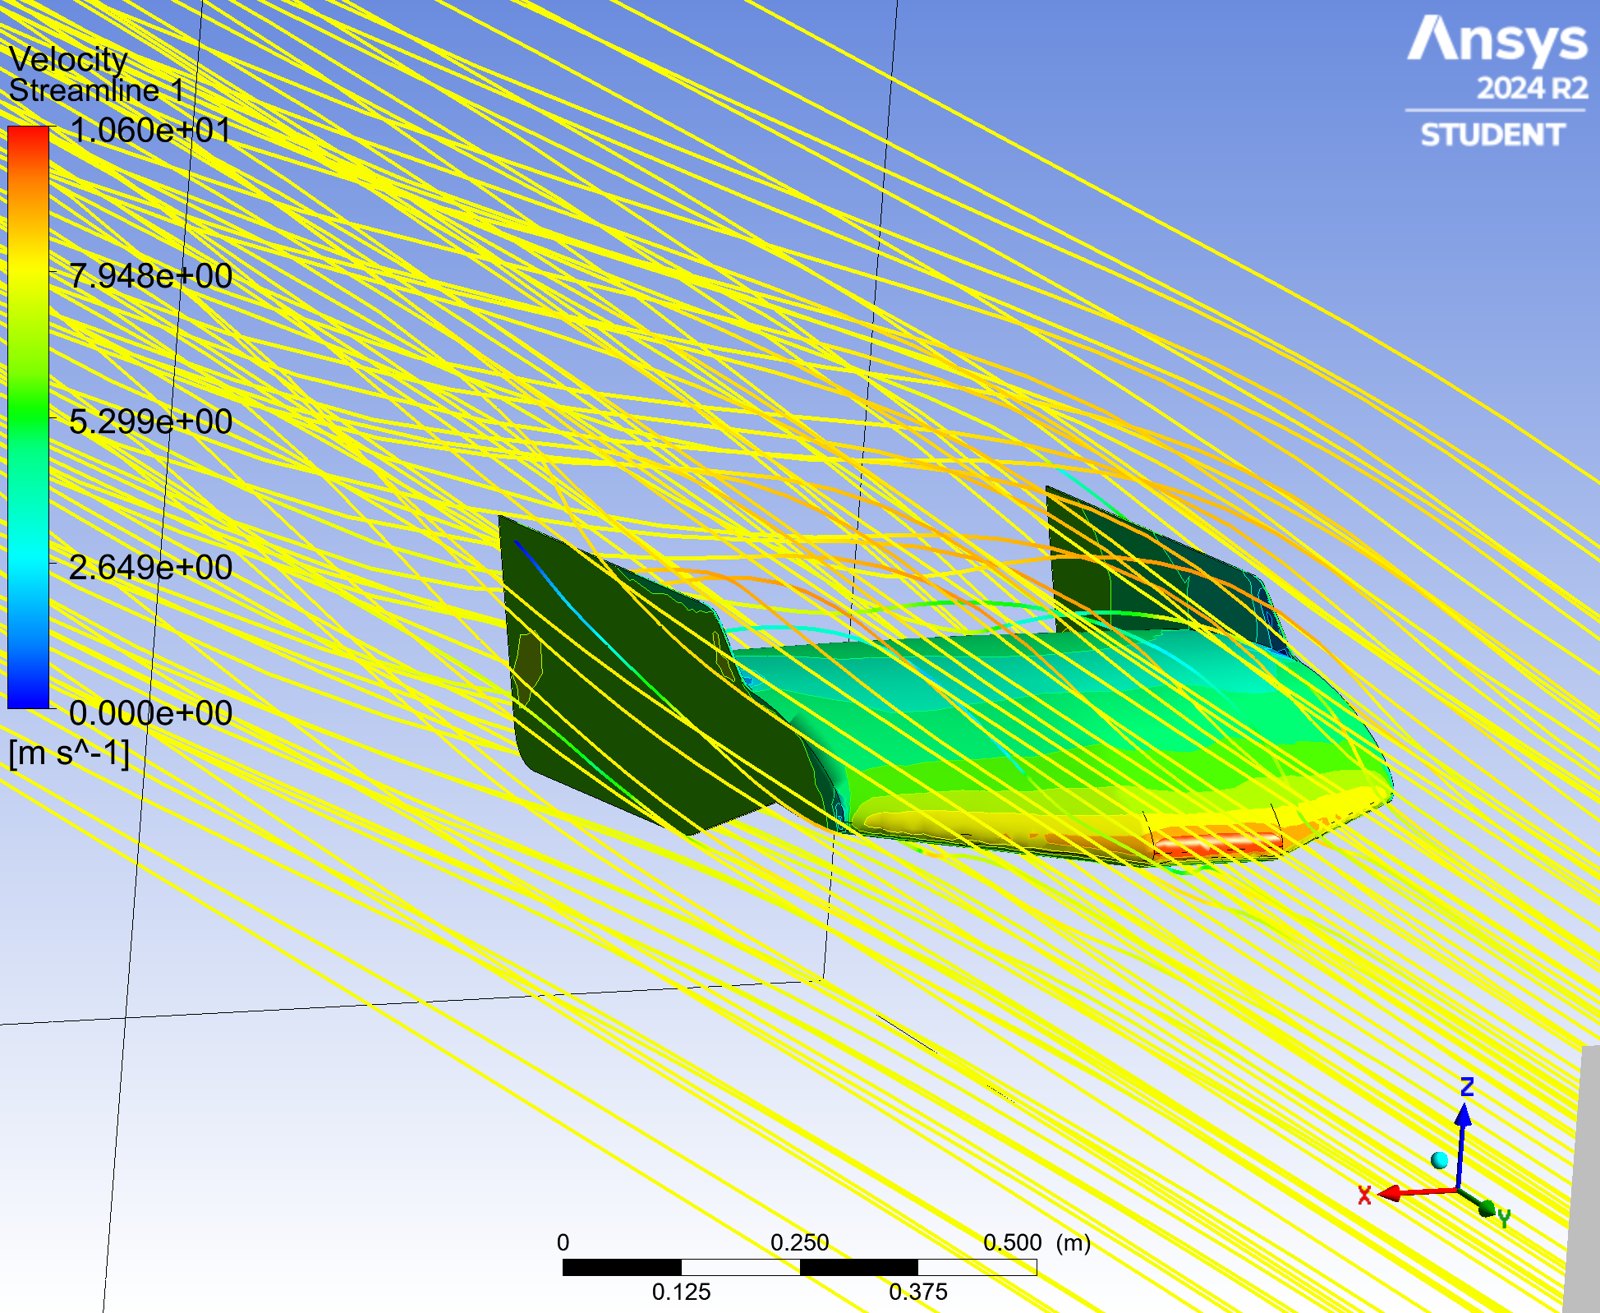 Velocity
Streamline 1
1.060e+01
7.948e+00
5.299e+00
2.649e+00
0.000e+00
[m s^-1]
Ansys
2024 R2
STUDENT
Z
X
Y
0 0.250 0.500 (m)
0.125 0.375